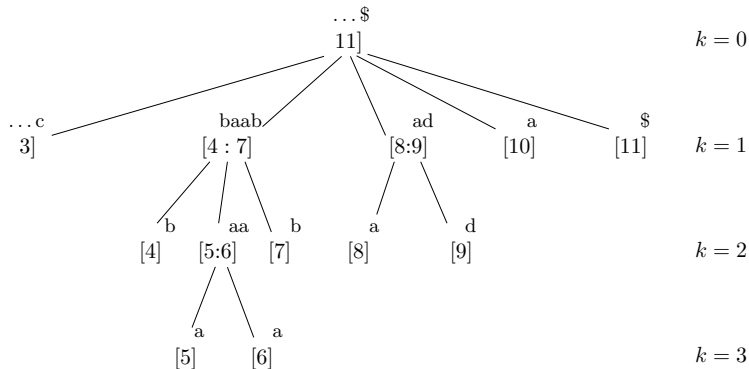 …$
11] k = 0
…c baab ad a $
3] [4 : 7] [8:9] [10] [11] k = 1
b aa b a d
[4] [5:6] [7] [8] [9] k = 2
a a
[5] [6] k = 3